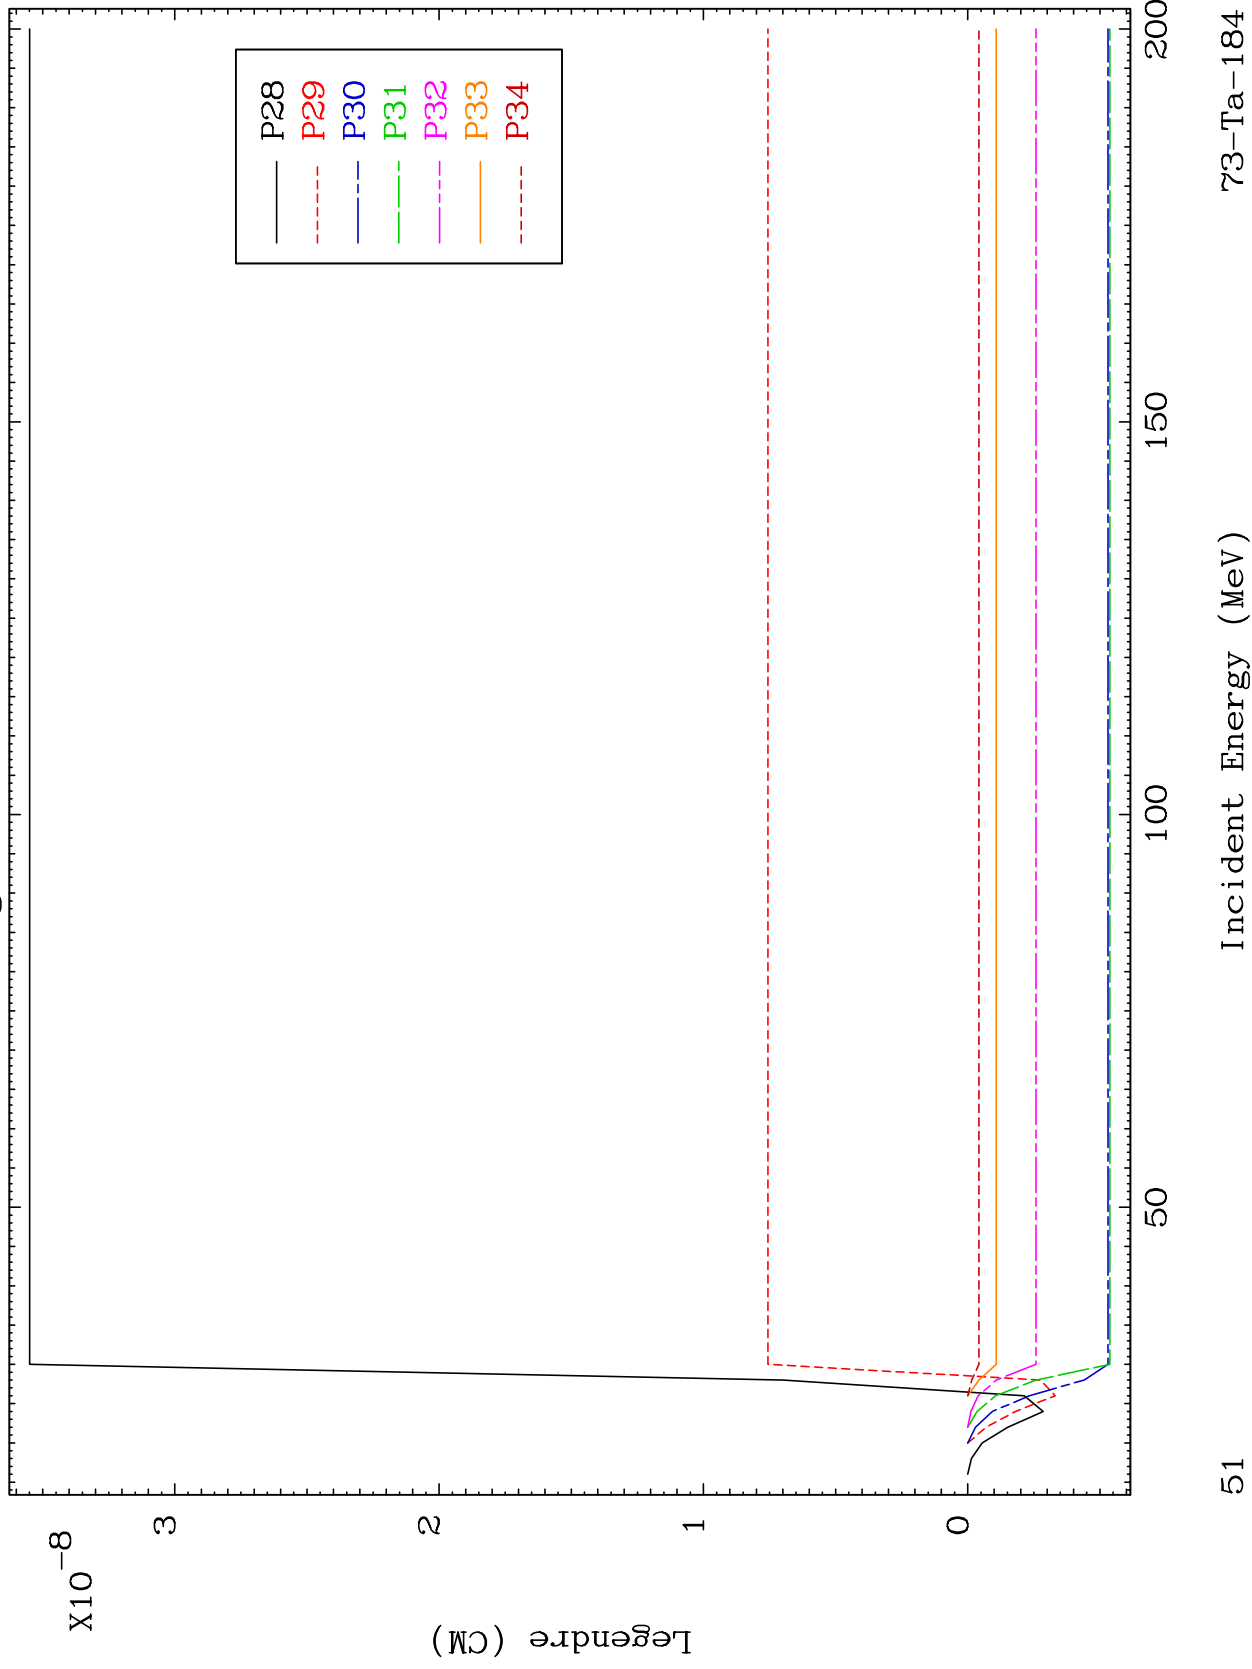 X10-8
3
2
1
0
Legendre (CM)
P28
P29
P30
P31
P32
P33
P34
50
100
150
200
51
Incident Energy (MeV)
73-Ta-184